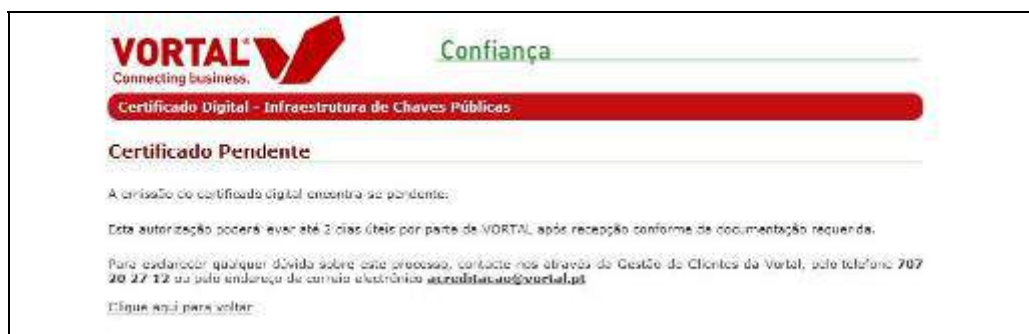 VORTAL
Connecting business.
Confiança
Certificado Digital - Infraestrutura de Chaves Públicas
Certificado Pendente
A emissão do certificado digital encontra-se pendente.
Esta autorização poderá levar até 2 dias úteis por parte da VORTAL após recepção conforme da documentação requerida.
Para esclarecer qualquer dúvida sobre este processo, contacte-nos através da Gestão de Clientes da Vortal, pelo telefone 707
20 27 12 ou pelo endereço de correio electrónico acreditacao@vortal.pt
Clique aqui para voltar